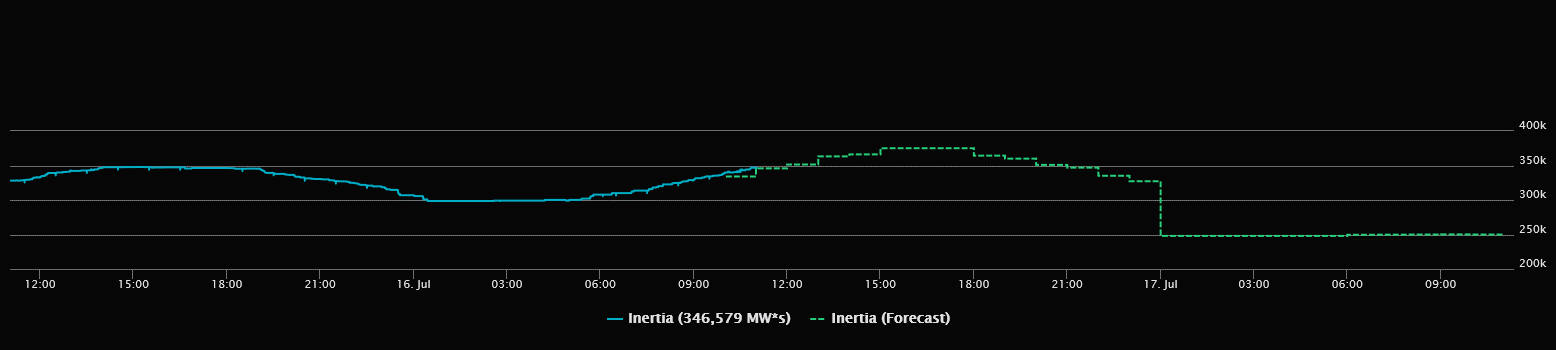 400k
350k
300k
250k
200k
12:00 15:00 18:00 21:00 16. Jul 03:00 06:00 09:00 12:00 15:00 18:00 21:00 17. Jul 03:00 06:00 09:00
Inertia (346,579 MW*s) Inertia (Forecast)